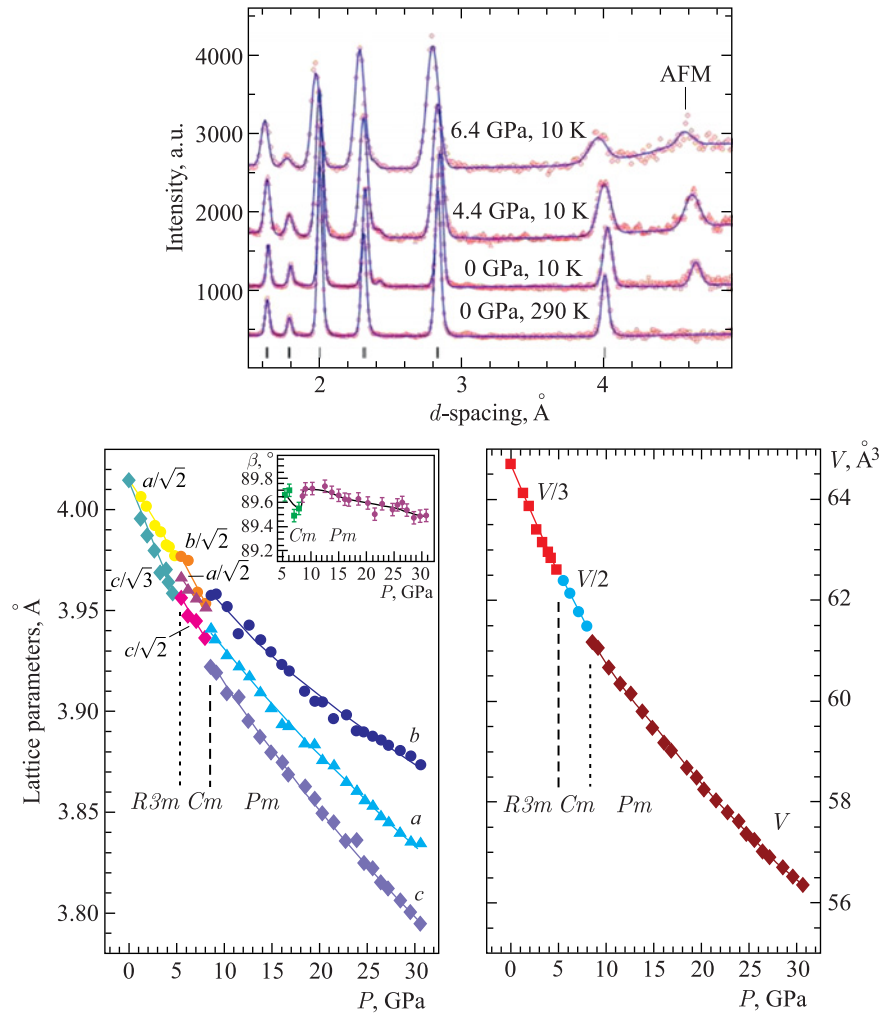 4000
3000
2000
1000
Intensity, a.u.
AFM
6.4 GPa, 10 K
4.4 GPa, 10 K
0 GPa, 10 K
0 GPa, 290 K
2
3
4
d-spacing, Å
4.00
3.95
3.90
3.85
3.80
Lattice parameters, Å
a/√2
b/√2
a/√2
c/√3
c/√2
β, °
89.8
89.6
89.4
89.2
Cm Pm
5 10 15 20 25 30
P, GPa
b
a
c
R3m Cm Pm
0 5 10 15 20 25 30
P, GPa
V, Å³
V/3
V/2
V
64
62
60
58
56
R3m Cm Pm
0 5 10 15 20 25 30
P, GPa